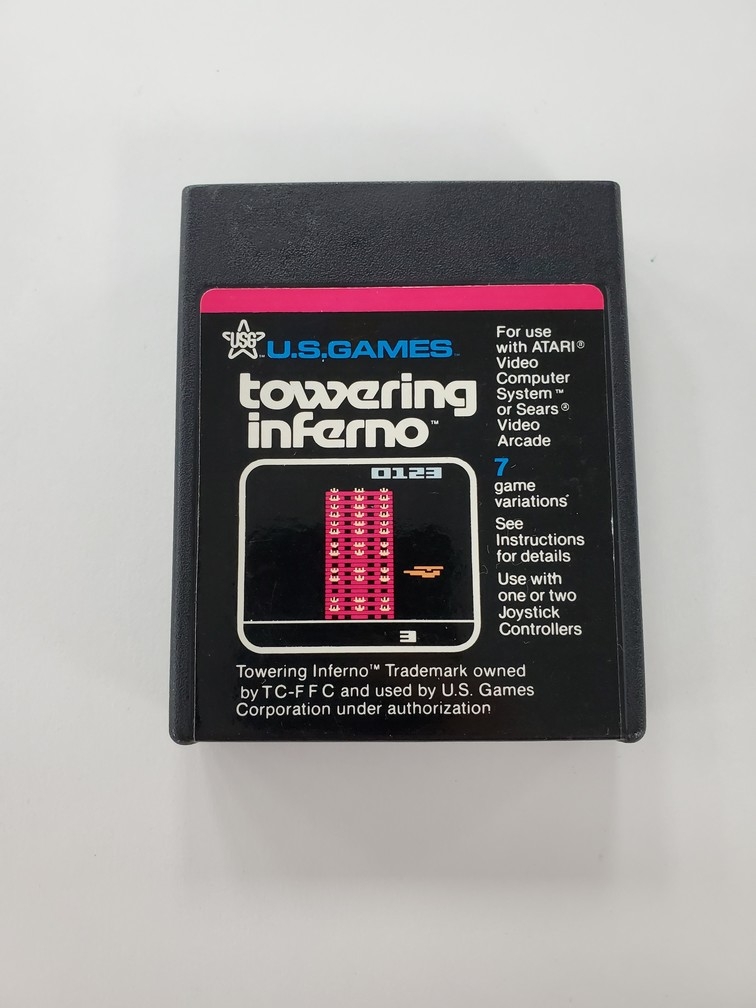 USG™ U.S.GAMES™
towering
inferno™
0123
3
For use
with ATARI®
Video
Computer
System™
or Sears®
Video
Arcade
7
game
variations
See
Instructions
for details
Use with
one or two
Joystick
Controllers
Towering Inferno™ Trademark owned
by TC-FFC and used by U.S. Games
Corporation under authorization